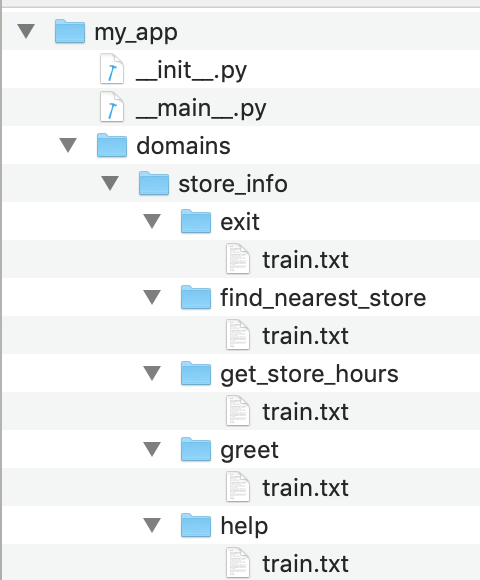 my_app
__init__.py
__main__.py
domains
store_info
exit
train.txt
find_nearest_store
train.txt
get_store_hours
train.txt
greet
train.txt
help
train.txt